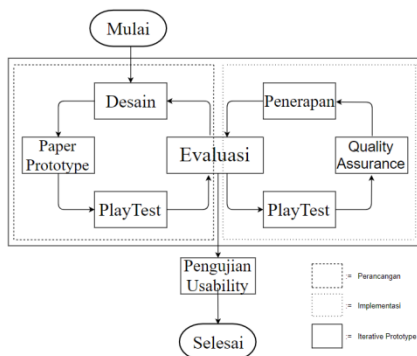 Mulai
Desain
Penerapan
Paper
Prototype
Evaluasi
Quality
Assurance
PlayTest
PlayTest
Pengujian
Usability
Selesai
:= Perancangan
:= Implementasi
:= Iterative Prototype